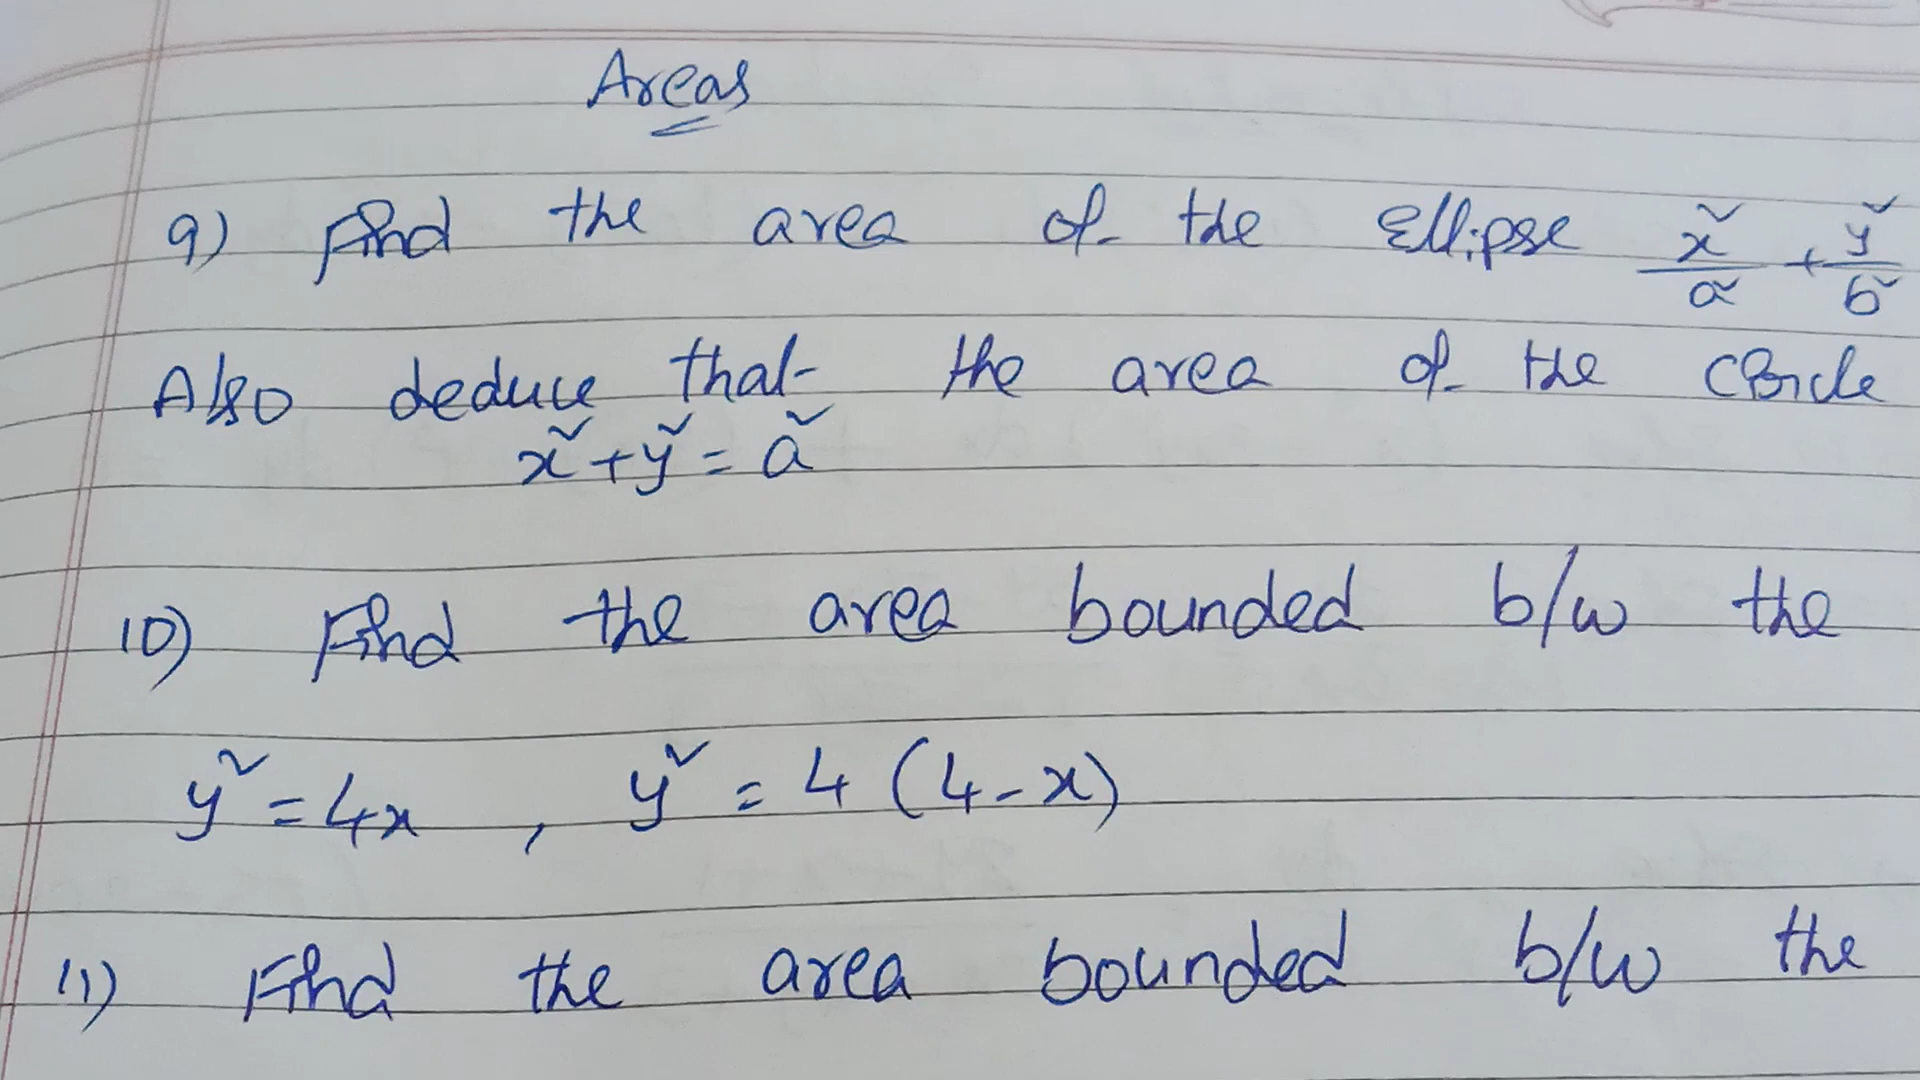 Areas
9) Find the area of the Ellipse x²/a² + y²/b²
Also deduce that the area of the Circle
x² + y² = a²
10) Find the area bounded b/w the
y² = 4x , y² = 4 (4-x)
11) Find the area bounded b/w the